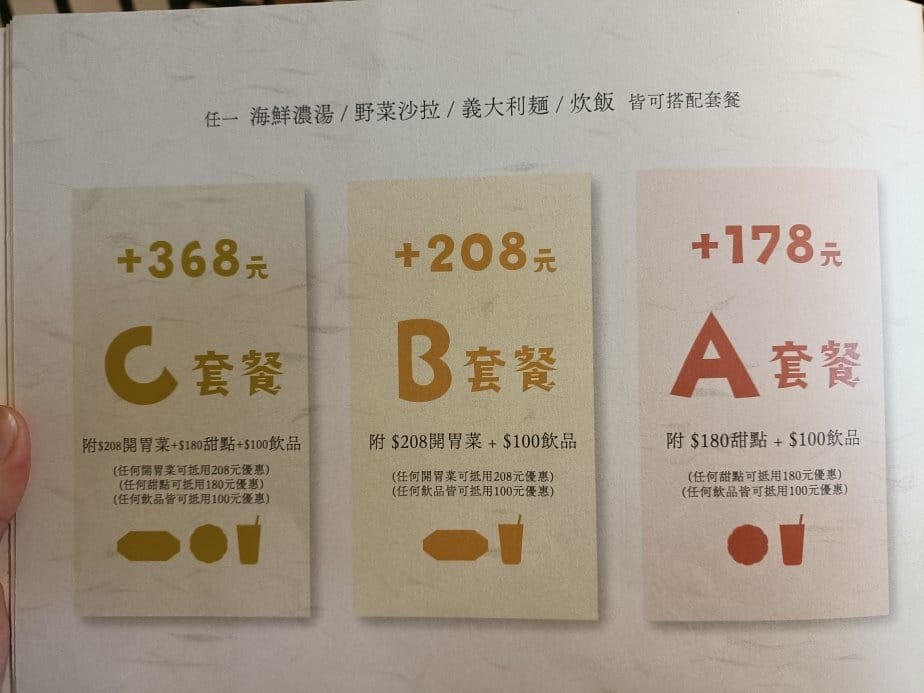 任一 海鮮濃湯 / 野菜沙拉 / 義大利麵 / 炊飯 皆可搭配套餐
+368元
C 套餐
附 $208開胃菜+$180甜點+$100飲品
(任何開胃菜可抵用208元優惠)
(任何甜點可抵用180元優惠)
(任何飲品皆可抵用100元優惠)
+208元
B 套餐
附 $208開胃菜 + $100飲品
(任何開胃菜可抵用208元優惠)
(任何飲品皆可抵用100元優惠)
+178元
A 套餐
附 $180甜點 + $100飲品
(任何甜點可抵用180元優惠)
(任何飲品皆可抵用100元優惠)